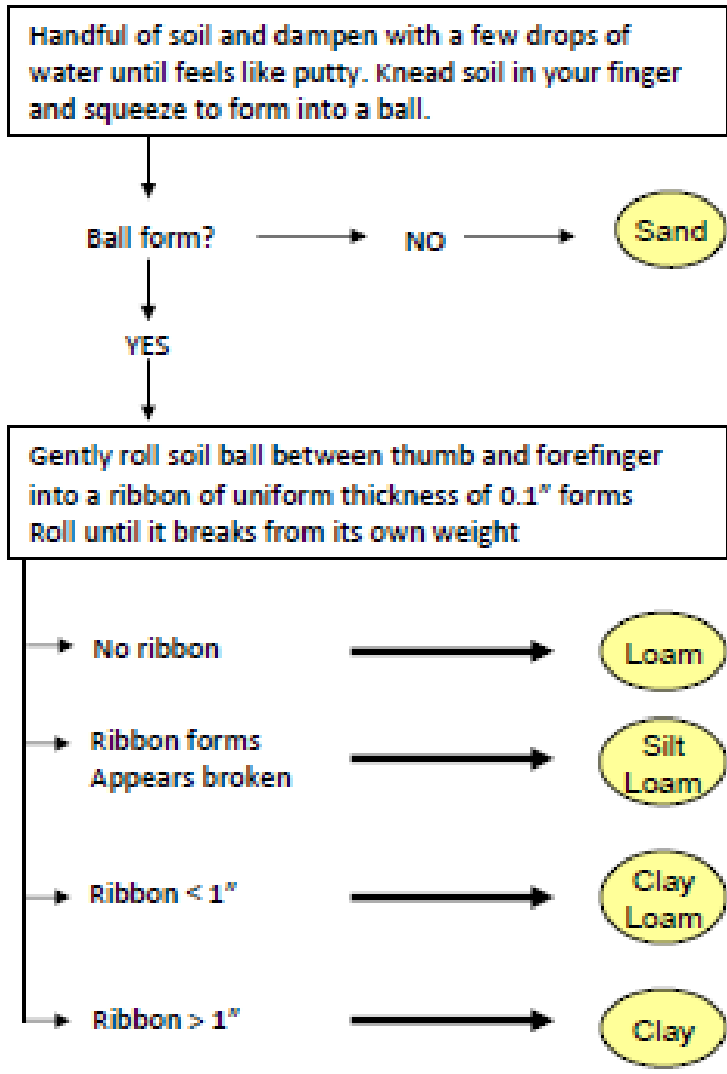 Handful of soil and dampen with a few drops of
water until feels like putty. Knead soil in your finger
and squeeze to form into a ball.
Ball form?
NO
Sand
YES
Gently roll soil ball between thumb and forefinger
into a ribbon of uniform thickness of 0.1" forms
Roll until it breaks from its own weight
No ribbon
Loam
Ribbon forms
Appears broken
Silt
Loam
Ribbon < 1"
Clay
Loam
Ribbon > 1"
Clay